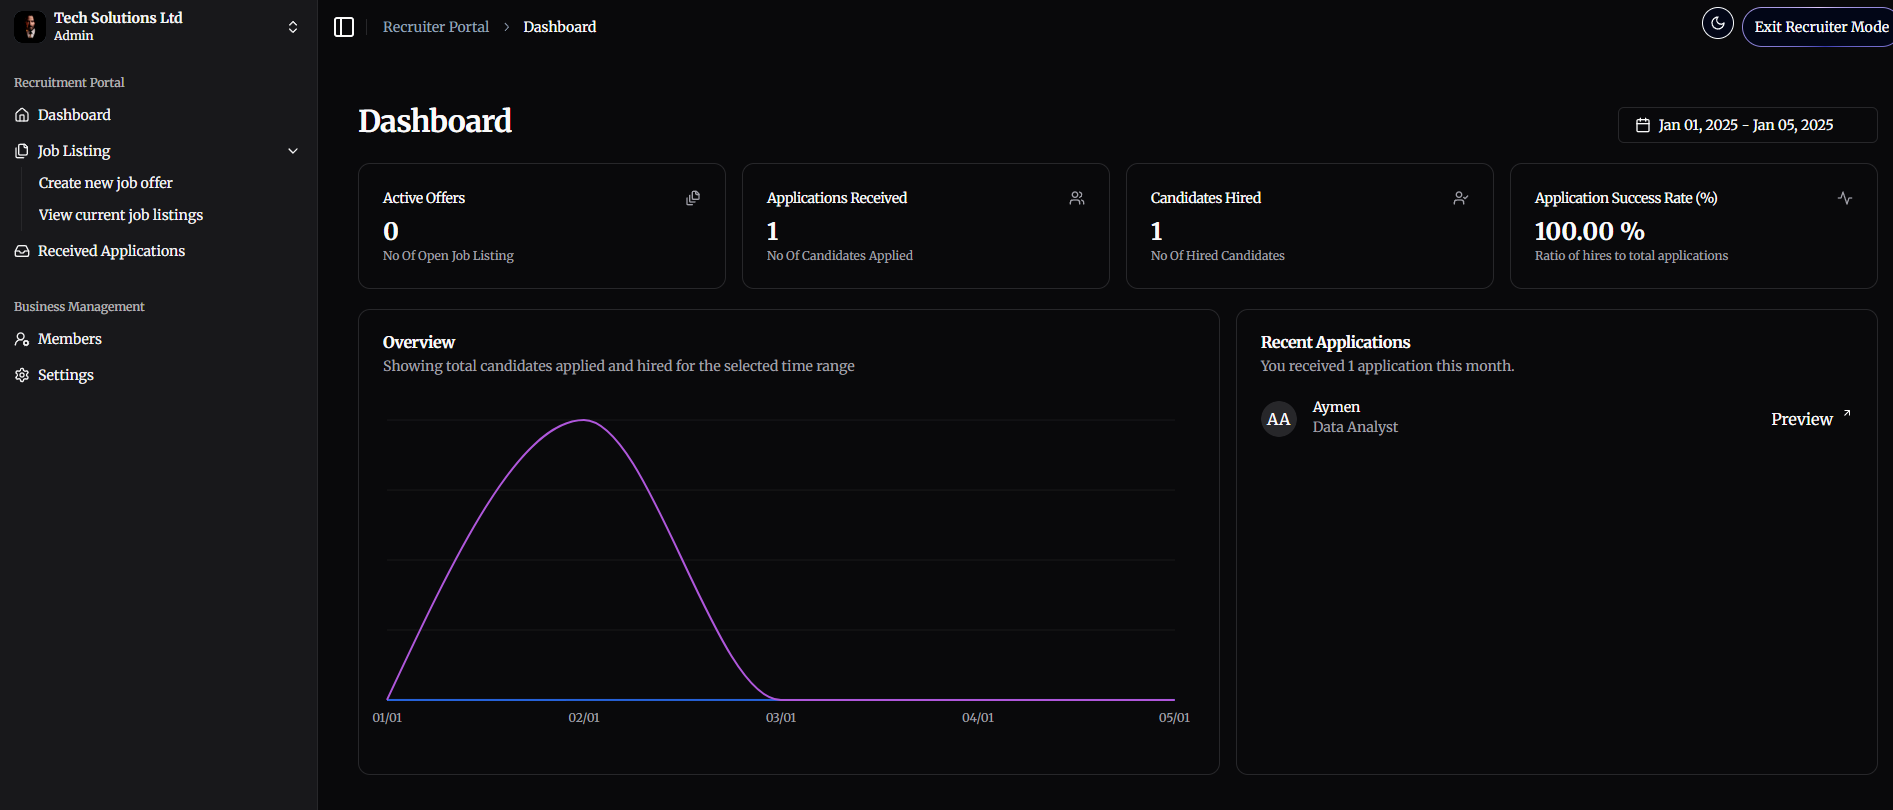 Tech Solutions Ltd
Admin
Recruitment Portal
Dashboard
Job Listing
Create new job offer
View current job listings
Received Applications
Business Management
Members
Settings
Recruiter Portal > Dashboard
Exit Recruiter Mode
Dashboard
Jan 01, 2025 - Jan 05, 2025
Active Offers
0
No Of Open Job Listing
Applications Received
1
No Of Candidates Applied
Candidates Hired
1
No Of Hired Candidates
Application Success Rate (%)
100.00 %
Ratio of hires to total applications
Overview
Showing total candidates applied and hired for the selected time range
01/01 02/01 03/01 04/01 05/01
Recent Applications
You received 1 application this month.
AA
Aymen
Data Analyst
Preview